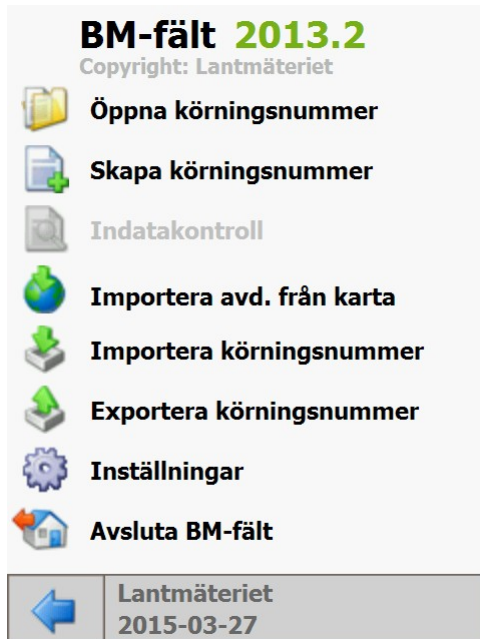 BM-fält 2013.2
Copyright: Lantmäteriet
Öppna körningsnummer
Skapa körningsnummer
Indatakontroll
Importera avd. från karta
Importera körningsnummer
Exportera körningsnummer
Inställningar
Avsluta BM-fält
Lantmäteriet
2015-03-27